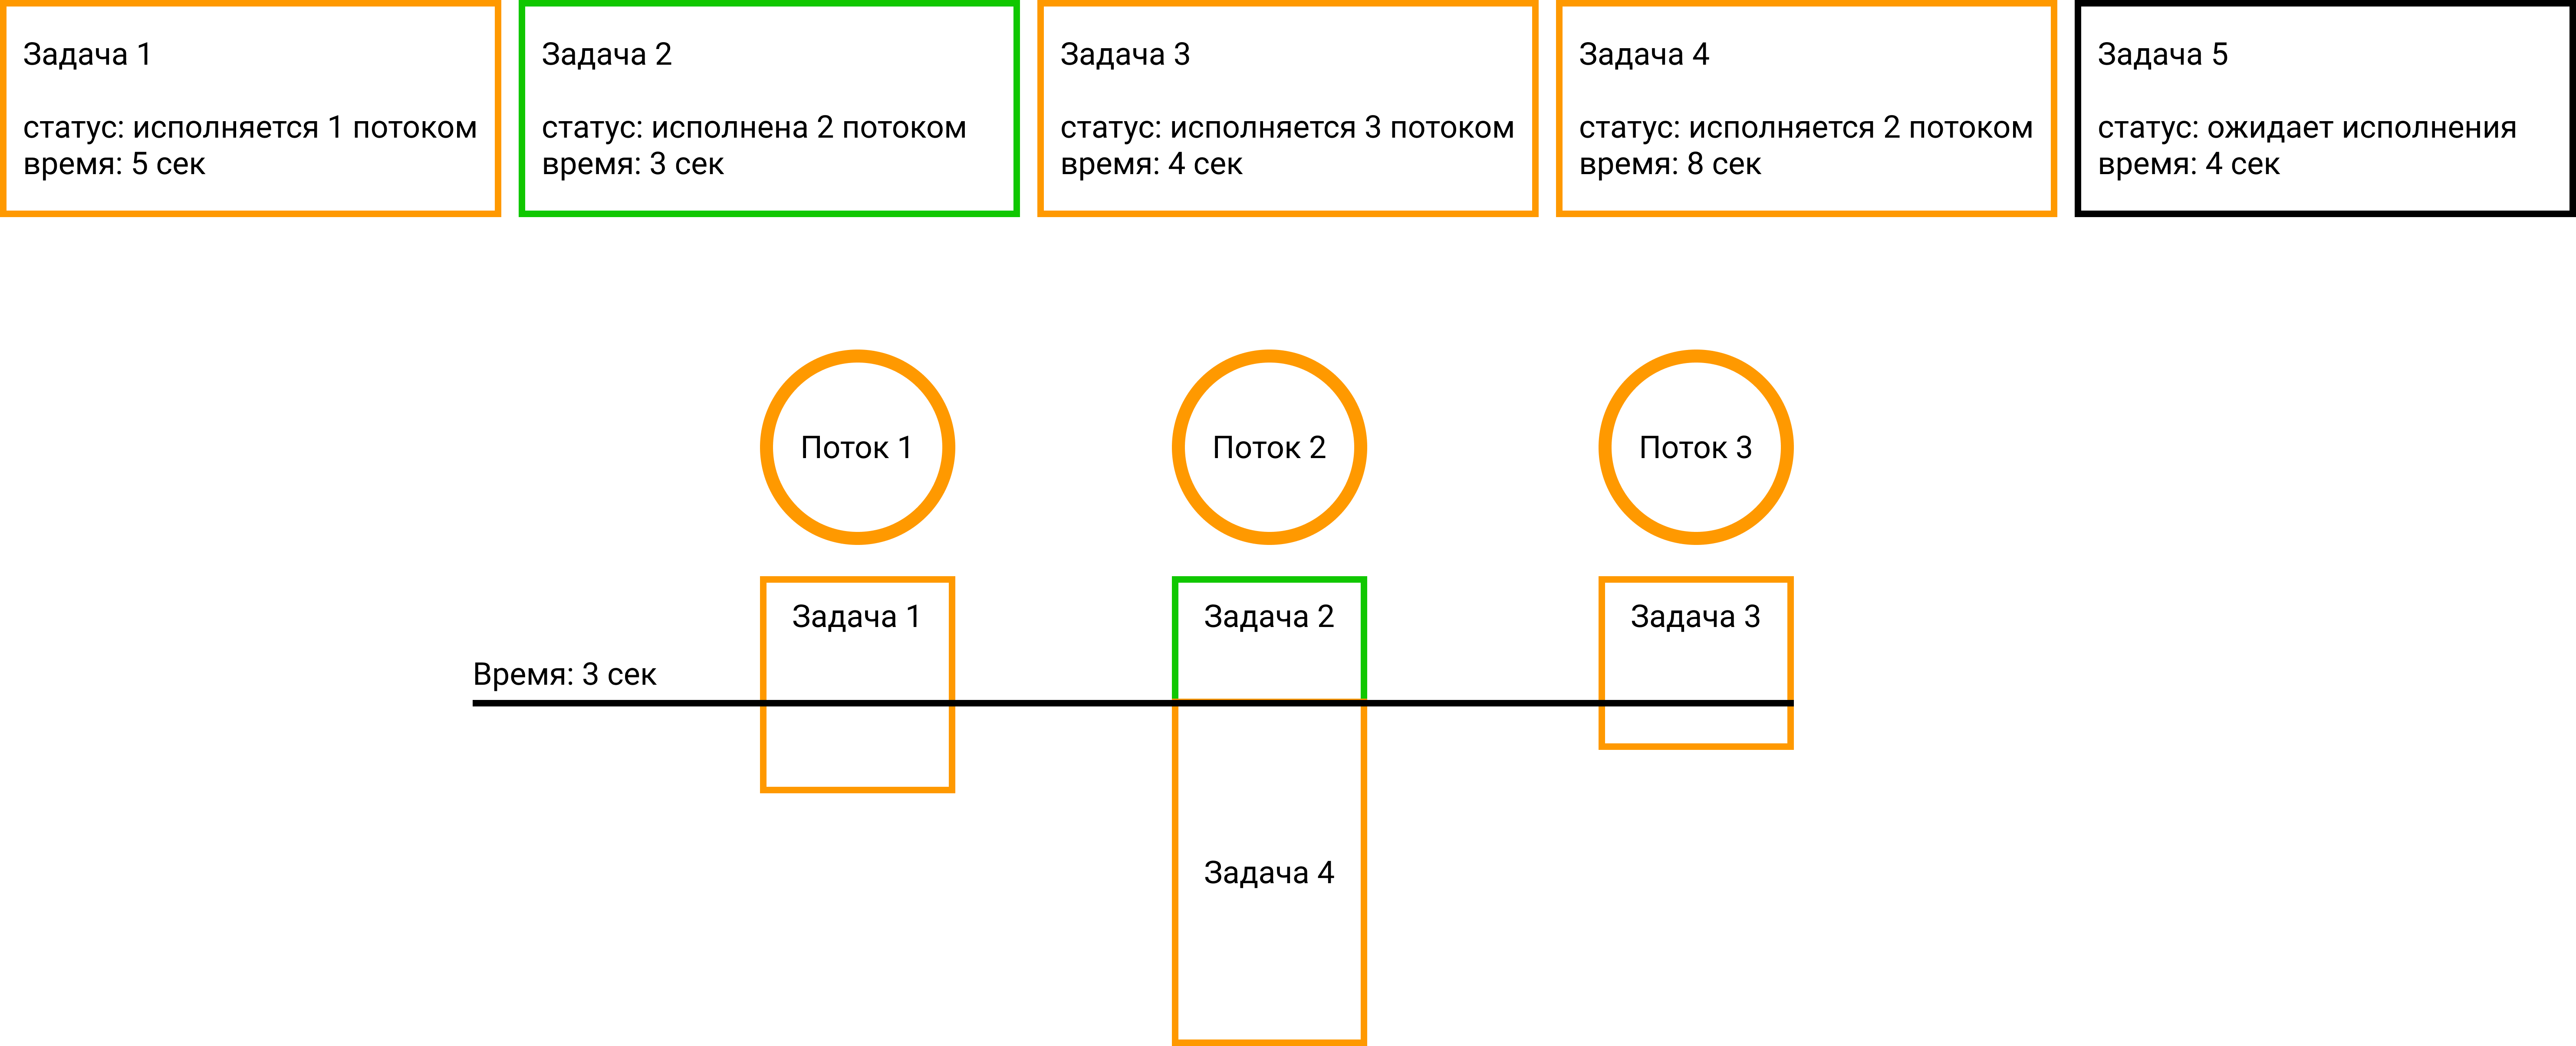 Задача 1
статус: исполняется 1 потоком
время: 5 сек
Задача 2
статус: исполнена 2 потоком
время: 3 сек
Задача 3
статус: исполняется 3 потоком
время: 4 сек
Задача 4
статус: исполняется 2 потоком
время: 8 сек
Задача 5
статус: ожидает исполнения
время: 4 сек
Поток 1
Поток 2
Поток 3
Задача 1
Задача 2
Задача 3
Время: 3 сек
Задача 4